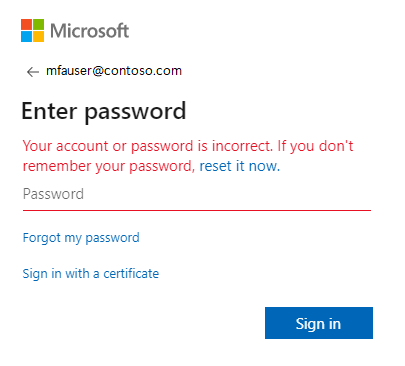 Microsoft
mfauser@contoso.com
Enter password
Your account or password is incorrect. If you don't
remember your password, reset it now.
Password
Forgot my password
Sign in with a certificate
Sign in